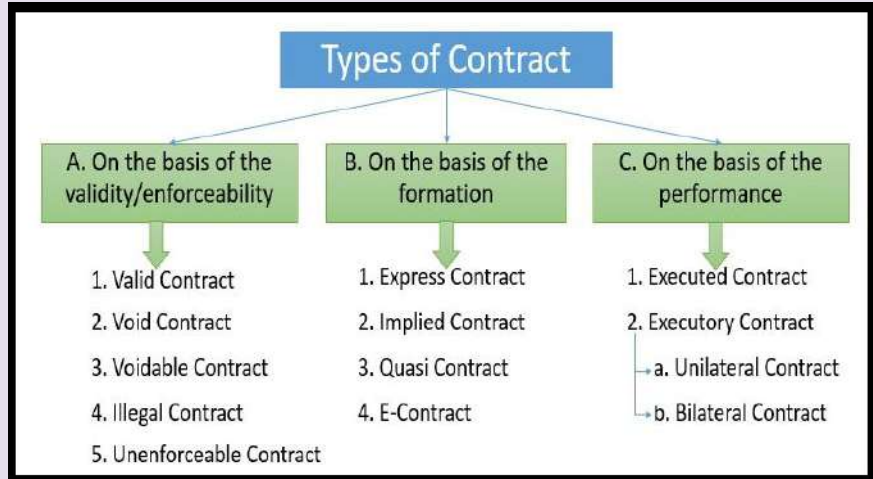 Types of Contract
A. On the basis of the
validity/enforceability
1. Valid Contract
2. Void Contract
3. Voidable Contract
4. Illegal Contract
5. Unenforceable Contract
B. On the basis of the
formation
1. Express Contract
2. Implied Contract
3. Quasi Contract
4. E-Contract
C. On the basis of the
performance
1. Executed Contract
2. Executory Contract
a. Unilateral Contract
b. Bilateral Contract